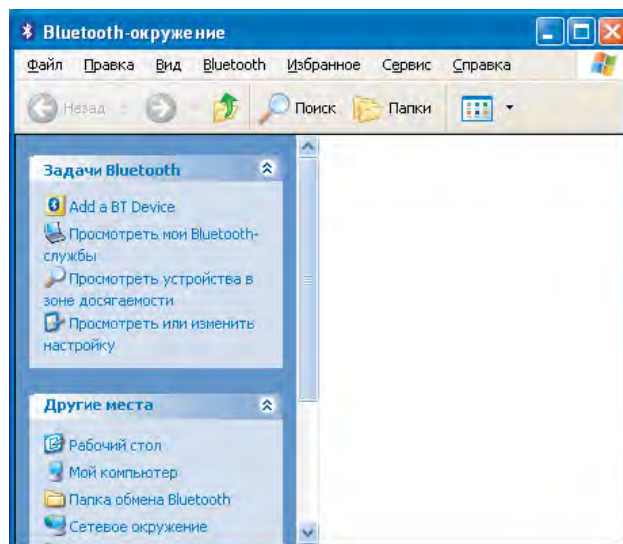 Bluetooth-окружение
Файл Правка Вид Bluetooth Избранное Сервис Справка
Назад Поиск Папки
Задачи Bluetooth
Add a BT Device
Просмотреть мои Bluetooth-
службы
Просмотреть устройства в
зоне досягаемости
Просмотреть или изменить
настройку
Другие места
Рабочий стол
Мой компьютер
Папка обмена Bluetooth
Сетевое окружение